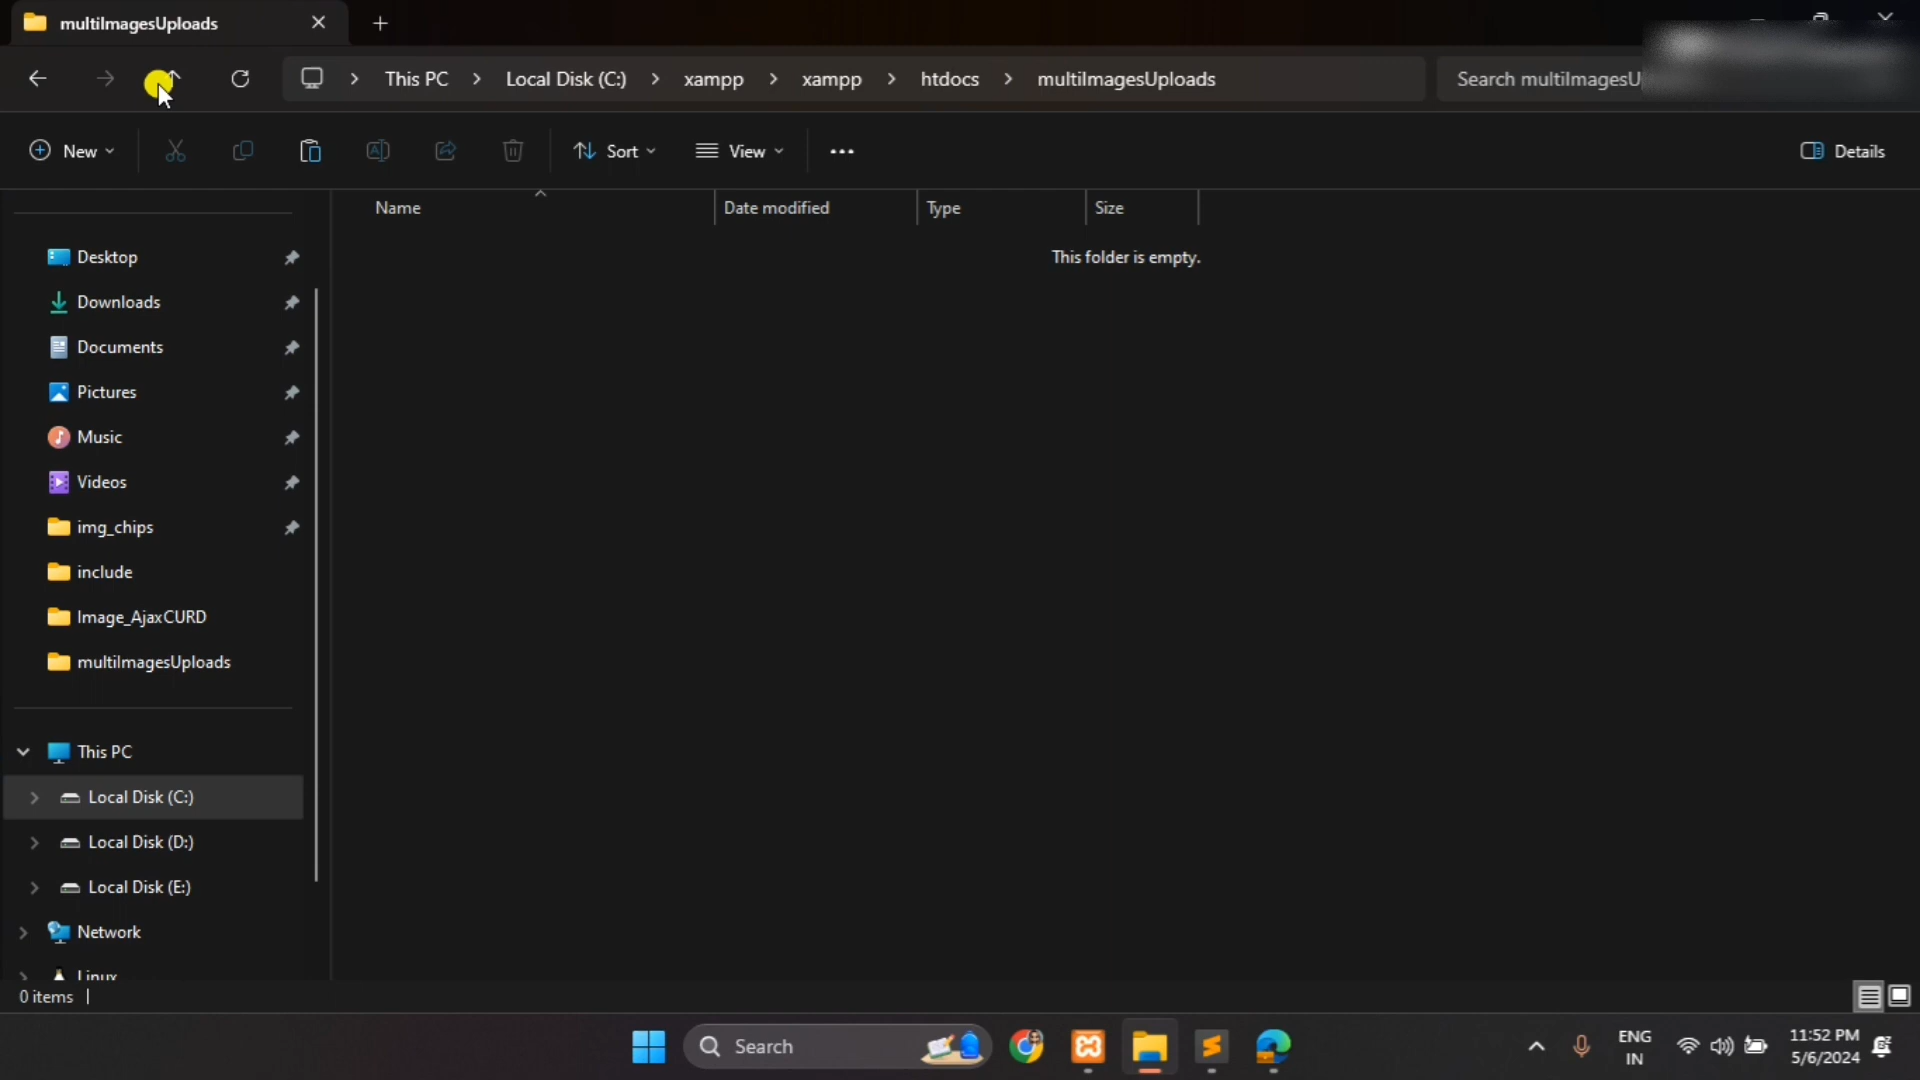 multiImagesUploads
This PC Local Disk (C:) xampp xampp htdocs multiImagesUploads
Search multiImagesU
New Sort View Details
Name Date modified Type Size
This folder is empty.
Desktop
Downloads
Documents
Pictures
Music
Videos
img_chips
include
Image_AjaxCURD
multiImagesUploads
This PC
Local Disk (C:)
Local Disk (D:)
Local Disk (E:)
Network
Linux
0 items
Search
ENG
IN
11:52 PM
5/6/2024